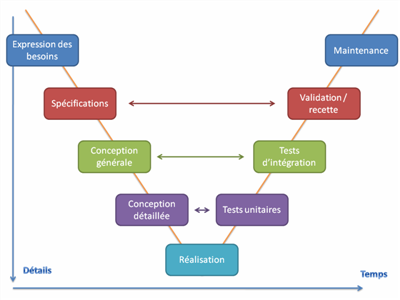 Expression des
besoins
Maintenance
Spécifications
Validation /
recette
Conception
générale
Tests
d'intégration
Conception
détaillée
Tests unitaires
Réalisation
Détails
Temps